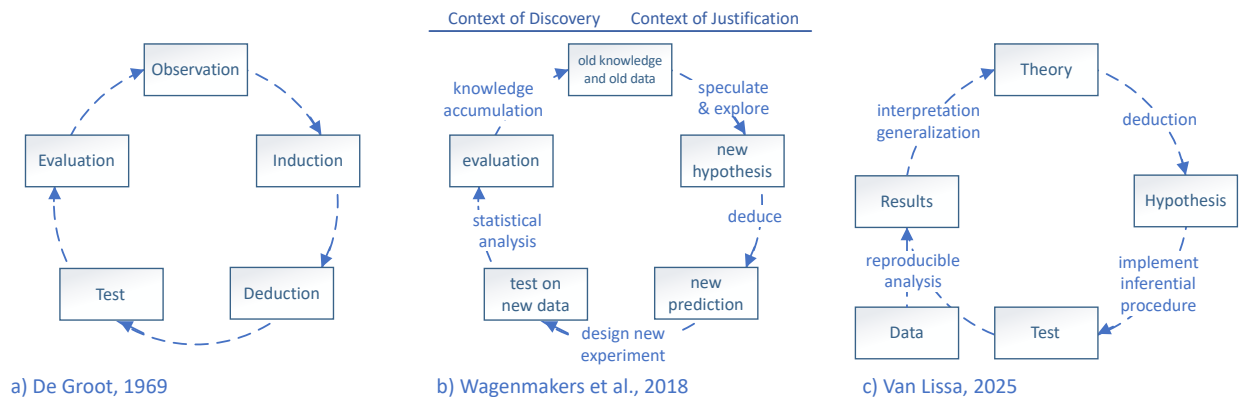 Context of Discovery
Context of Justification
Observation
Induction
Deduction
Test
Evaluation
a) De Groot, 1969
old knowledge
and old data
speculate
& explore
new
hypothesis
deduce
new
prediction
design new
experiment
test on
new data
statistical
analysis
evaluation
knowledge
accumulation
b) Wagenmakers et al., 2018
Theory
deduction
Hypothesis
implement
inferential
procedure
Test
Data
reproducible
analysis
Results
interpretation
generalization
c) Van Lissa, 2025